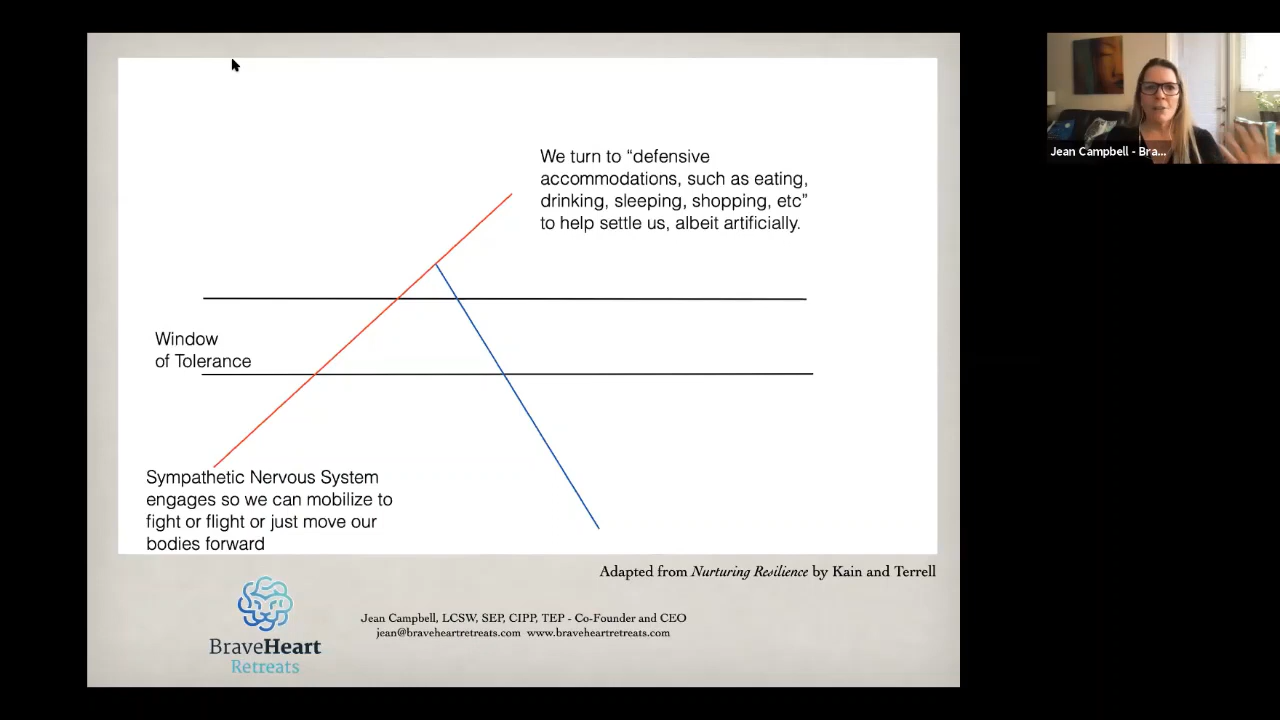 We turn to “defensive
accommodations, such as eating,
drinking, sleeping, shopping, etc”
to help settle us, albeit artificially.
Window
of Tolerance
Sympathetic Nervous System
engages so we can mobilize to
fight or flight or just move our
bodies forward
Adapted from Nurturing Resilience by Kain and Terrell
Jean Campbell, LCSW, SEP, CIPP, TEP - Co-Founder and CEO
jean@braveheartretreats.com www.braveheartretreats.com
BraveHeart
Retreats
Jean Campbell - Bra...